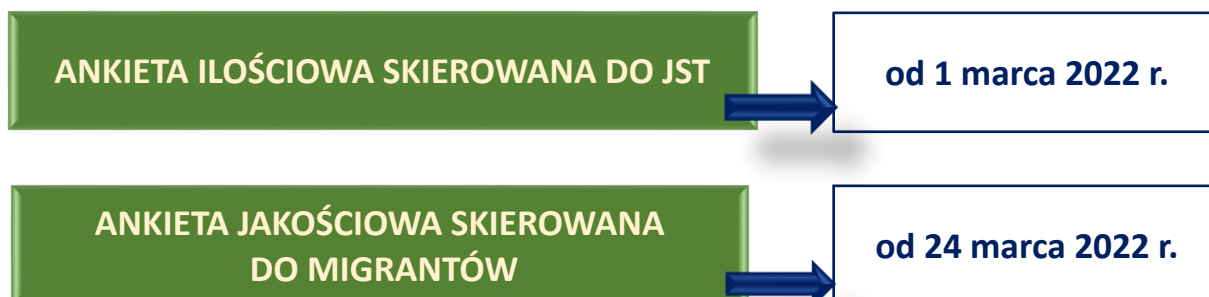 ANKIETA ILOŚCIOWA SKIEROWANA DO JST
od 1 marca 2022 r.
ANKIETA JAKOŚCIOWA SKIEROWANA
DO MIGRANTÓW
od 24 marca 2022 r.